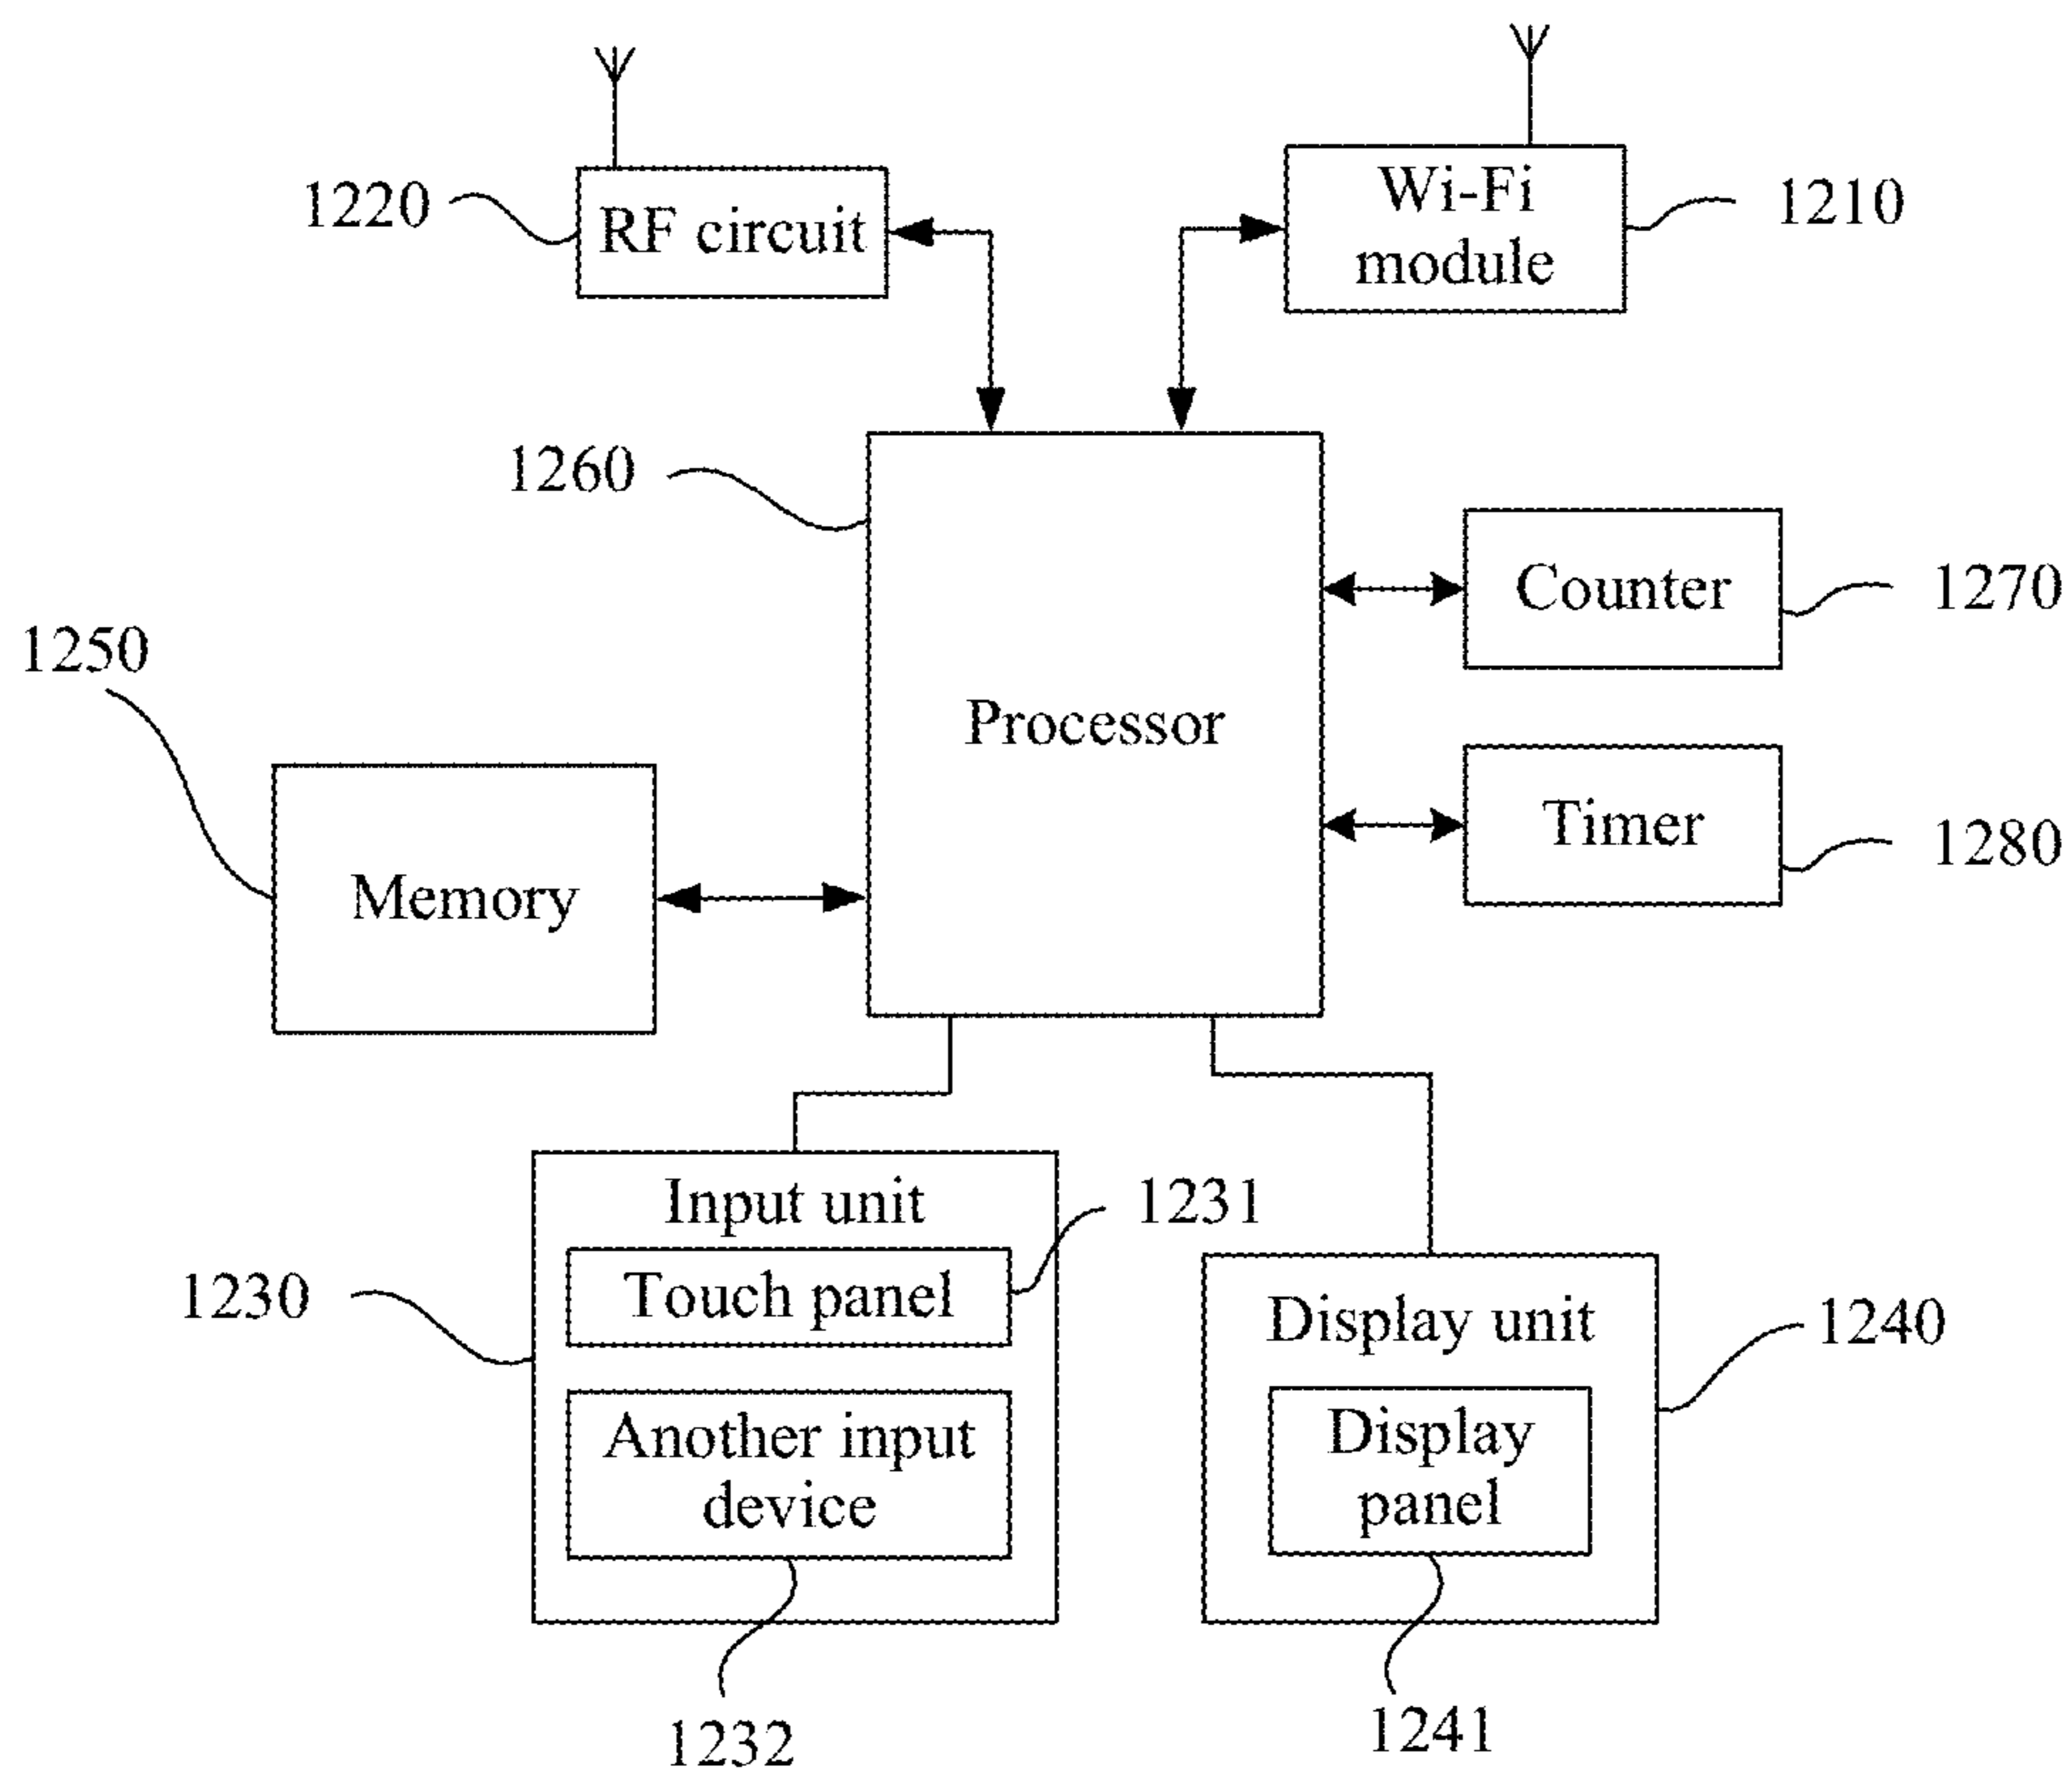 1220
RF circuit
Wi-Fi
module
1210
1260
Counter
1270
1250
Processor
Timer
1280
Memory
Input unit
1231
Touch panel
1230
Display unit
1240
Another input
device
Display
panel
1232
1241